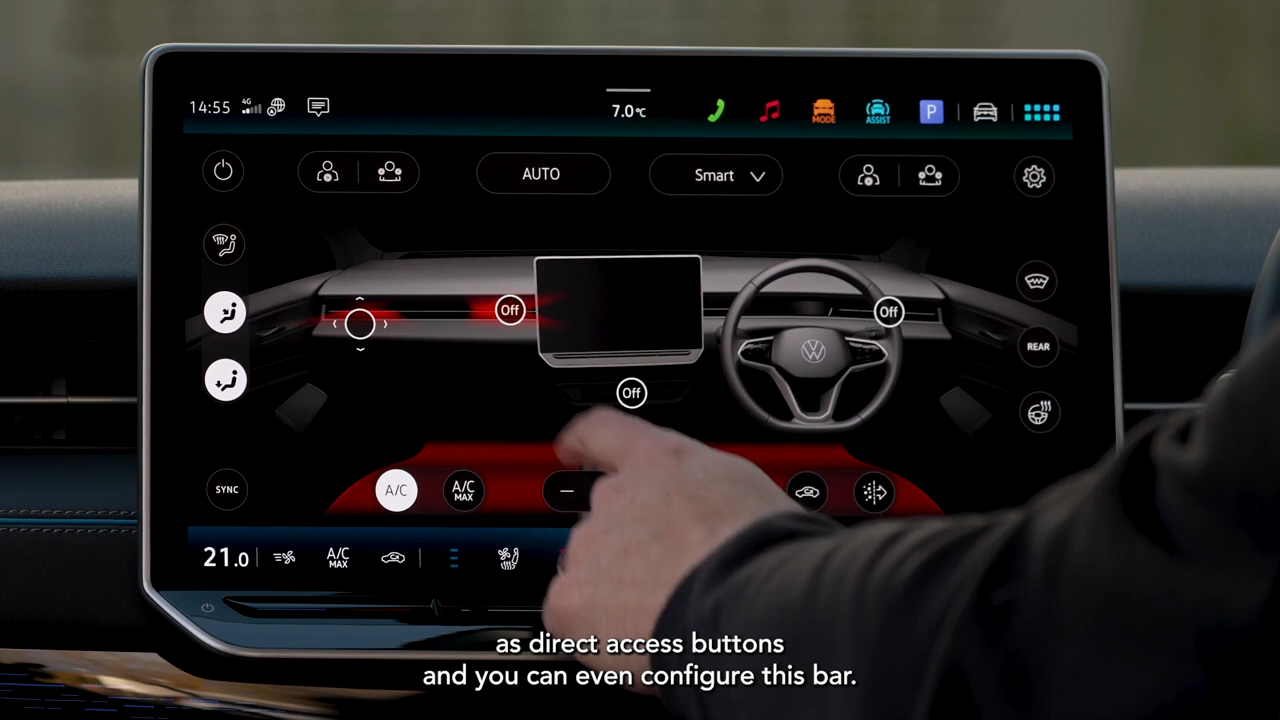 14:55
4G
7.0°C
MODE
ASSIST
P
AUTO
Smart
Off
Off
Off
REAR
SYNC
A/C
A/C
MAX
21.0
A/C
MAX
as direct access buttons
and you can even configure this bar.